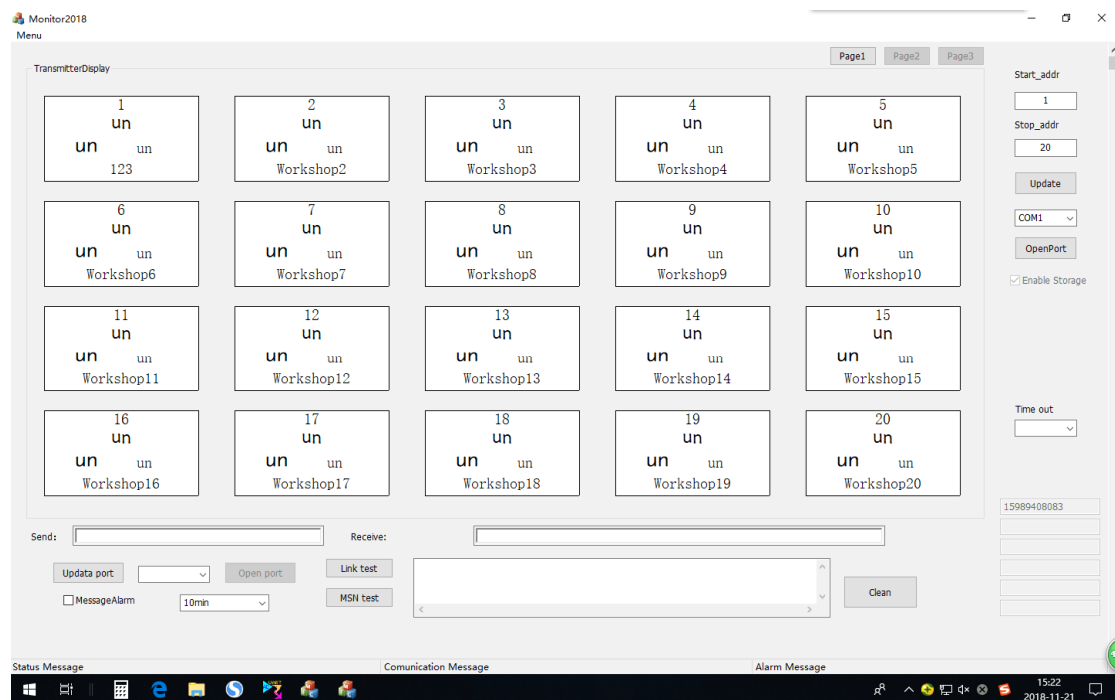 Monitor2018
Menu
Page1 Page2 Page3
TransmitterDisplay
Start_addr
1 2 3 4 5
1
un un un un un
Stop_addr
un un un un un un un un un un
20
123 Workshop2 Workshop3 Workshop4 Workshop5
Update
6 7 8 9 10
COM1
un un un un un
un un un un un un un un un un
OpenPort
Workshop6 Workshop7 Workshop8 Workshop9 Workshop10
Enable Storage
11 12 13 14 15
un un un un un
un un un un un un un un un un
Workshop11 Workshop12 Workshop13 Workshop14 Workshop15
Time out
16 17 18 19 20
un un un un un
un un un un un un un un un un
Workshop16 Workshop17 Workshop18 Workshop19 Workshop20
15989408083
Send: Receive:
Updata port Open port Link test
MessageAlarm 10min MSN test Clean
Status Message Comunication Message Alarm Message
15:22
2018-11-21